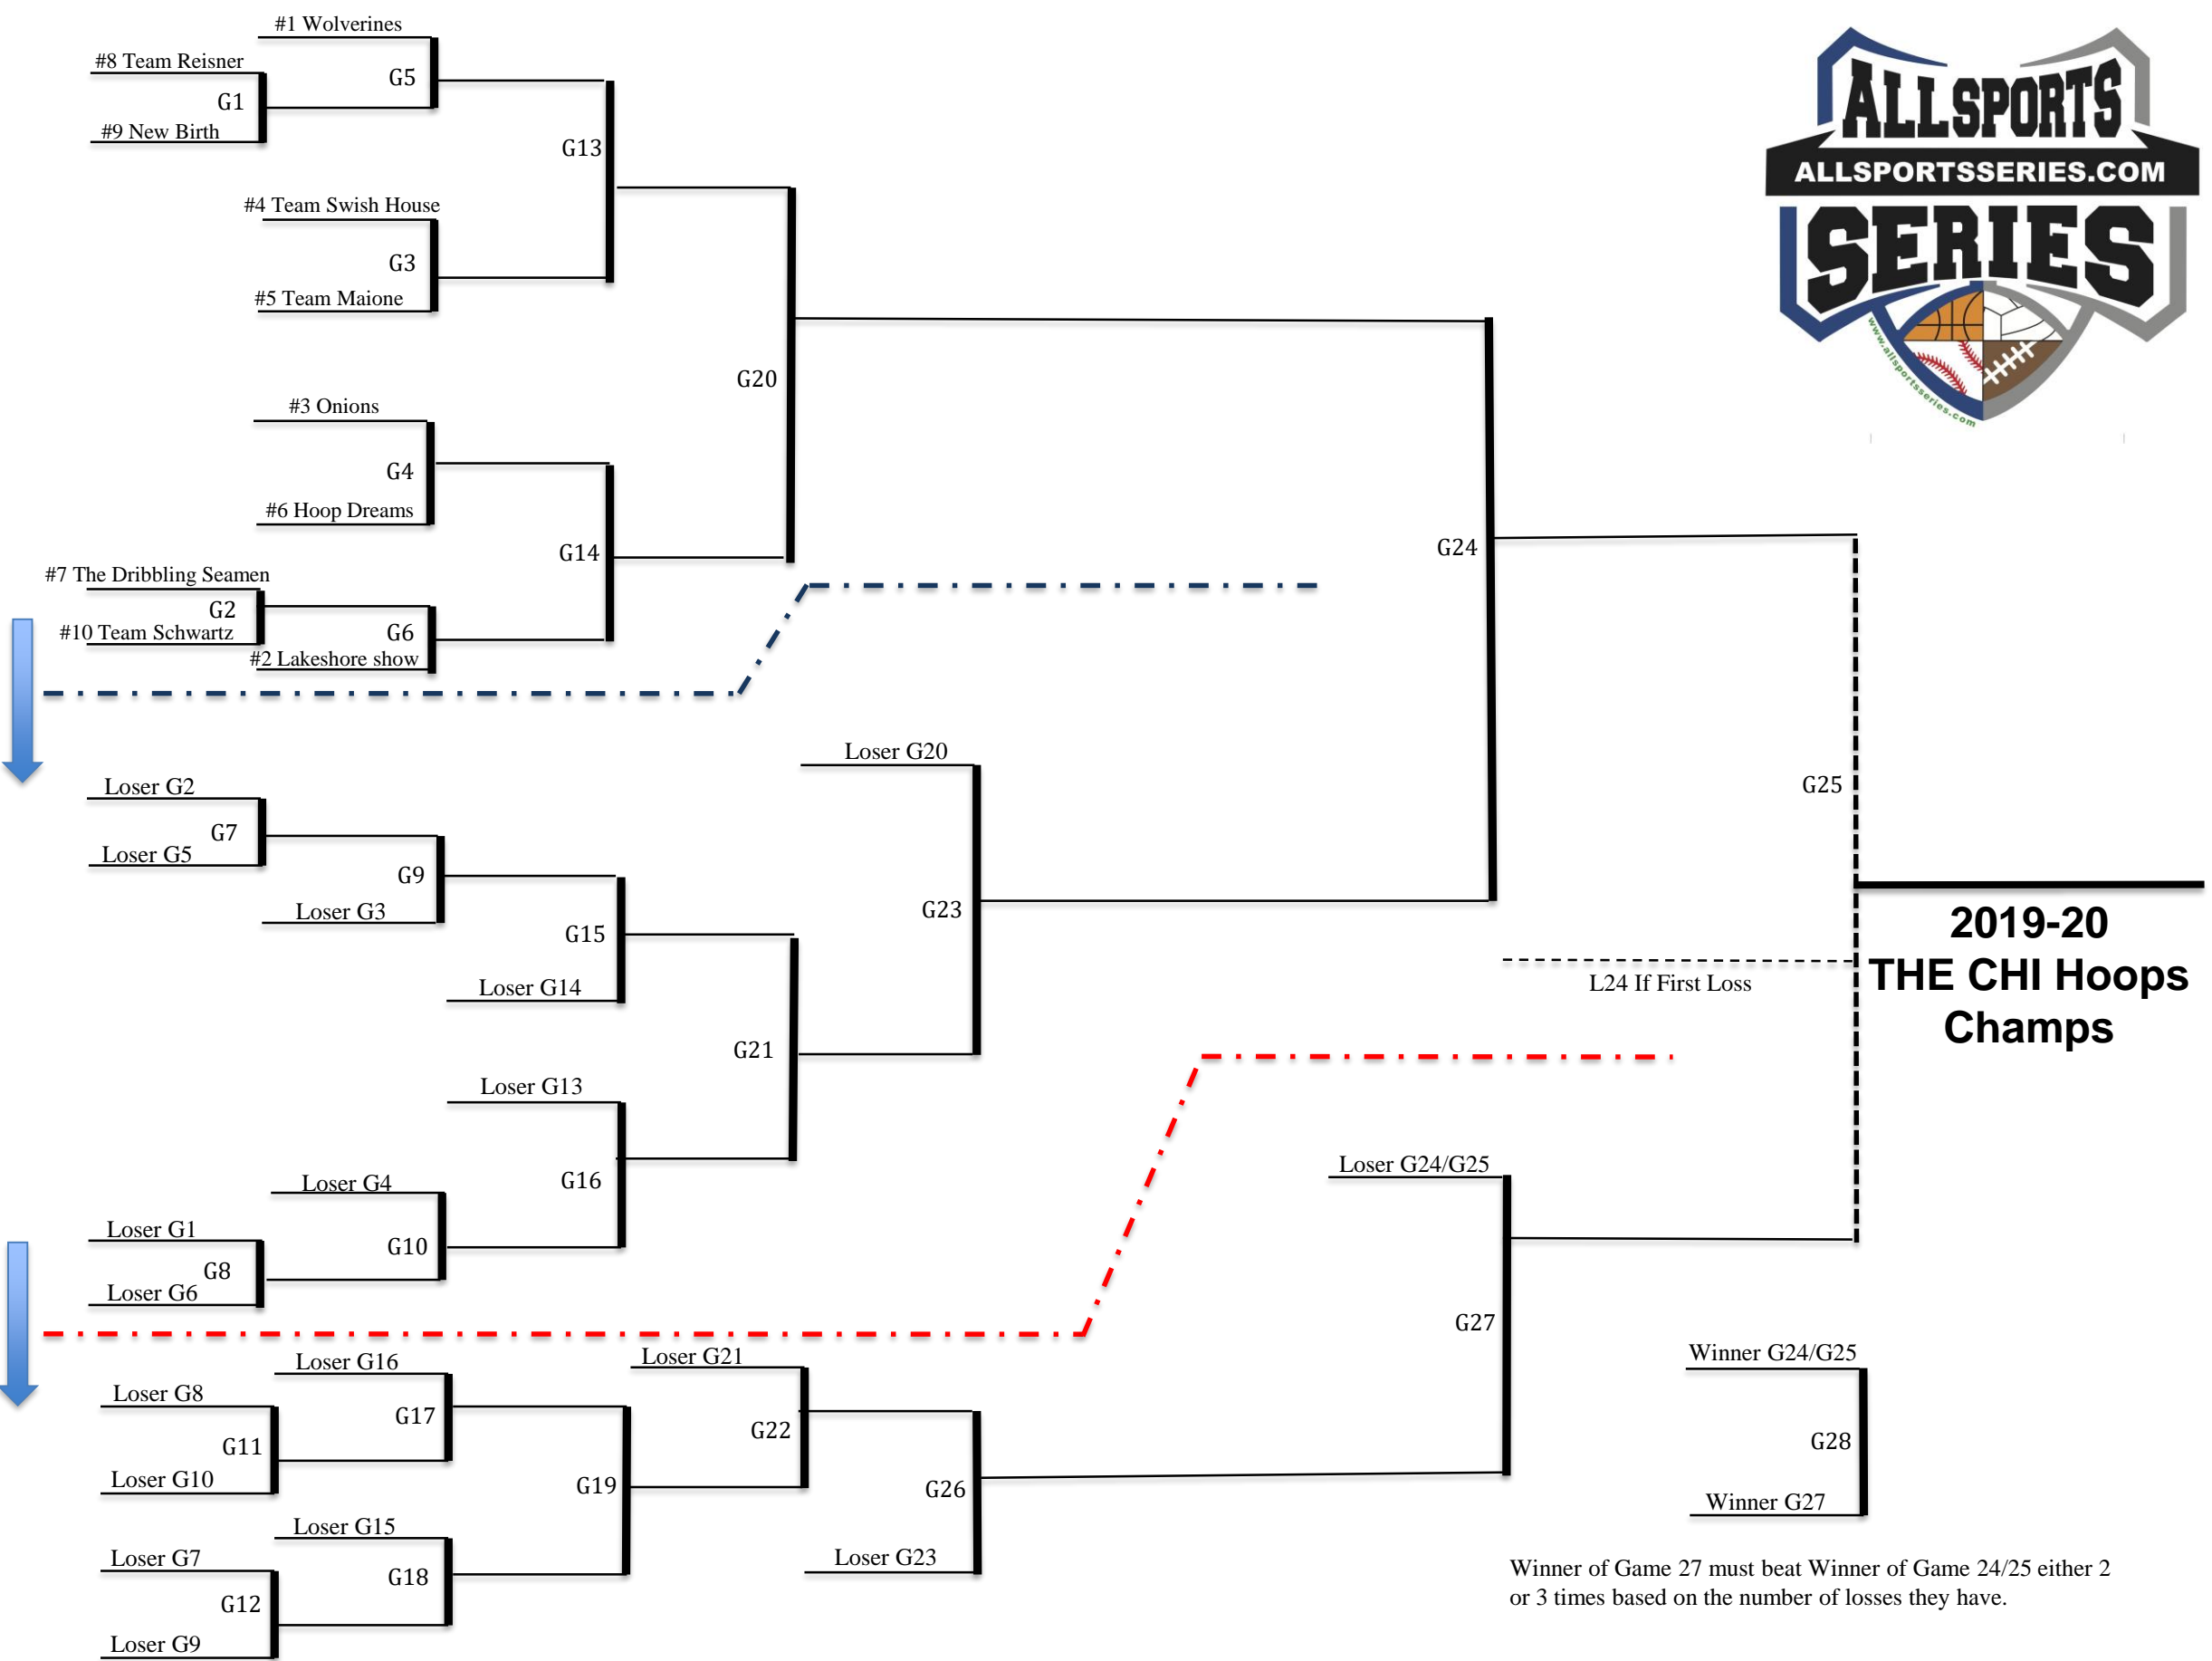 #1 Wolverines
#8 Team Reisner
G5
G1
#9 New Birth
G13
#4 Team Swish House
G3
#5 Team Maione
G20
#3 Onions
G4
#6 Hoop Dreams
G14
#7 The Dribbling Seamen
G2
#10 Team Schwartz
G6
#2 Lakeshore show
ALLSPORTS
ALLSPORTSSERIES.COM
SERIES
www.allsportsseries.com
G24
Loser G20
G25
Loser G2
G7
Loser G5
G9
Loser G3
G23
G15
Loser G14
2019-20
THE CHI Hoops
Champs
L24 If First Loss
G21
Loser G13
G16
Loser G4
Loser G1
G10
G8
Loser G6
Loser G24/G25
G27
Loser G16
Loser G21
Loser G8
G17
G22
G11
Loser G10
G19
G26
Loser G15
Loser G7
G18
Loser G23
G12
Loser G9
Winner G24/G25
G28
Winner G27
Winner of Game 27 must beat Winner of Game 24/25 either 2
or 3 times based on the number of losses they have.